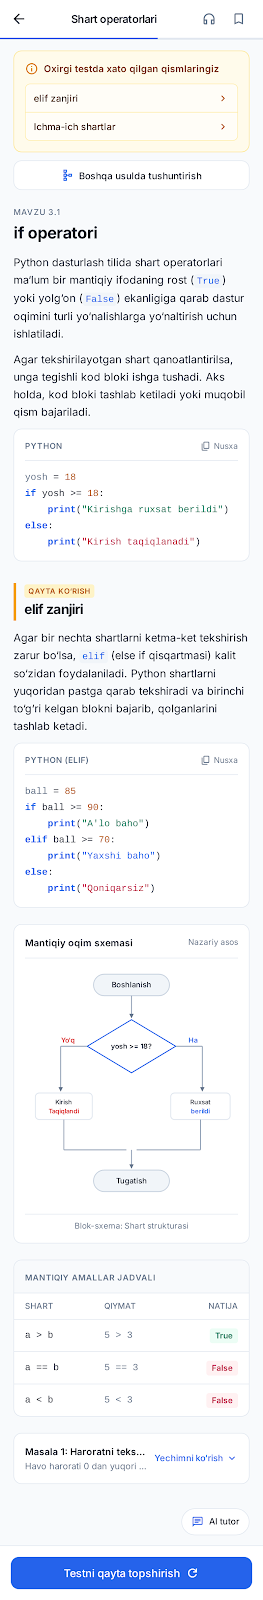 Shart operatorlari
Oxirgi testda xato qilgan qismlaringiz
elif zanjiri
Ichma-ich shartlar
Boshqa usulda tushuntirish
MAVZU 3.1
if operatori
Python dasturlash tilida shart operatorlari
ma’lum bir mantiqiy ifodaning rost ( True )
yoki yolg‘on ( False ) ekanligiga qarab dastur
oqimini turli yo‘nalishlarga yo‘naltirish uchun
ishlatiladi.
Agar tekshirilayotgan shart qanoatlantirilsa,
unga tegishli kod bloki ishga tushadi. Aks
holda, kod bloki tashlab ketiladi yoki muqobil
qism bajariladi.
PYTHON
Nusxa
yosh = 18
if yosh >= 18:
    print("Kirishga ruxsat berildi")
else:
    print("Kirish taqiqlanadi")
QAYTA KO‘RISH
elif zanjiri
Agar bir nechta shartlarni ketma-ket tekshirish
zarur bo‘lsa, elif (else if qisqartmasi) kalit
so‘zidan foydalaniladi. Python shartlarni
yuqoridan pastga qarab tekshiradi va birinchi
to‘g‘ri kelgan blokni bajarib, qolganlarini
tashlab ketadi.
PYTHON (ELIF)
Nusxa
ball = 85
if ball >= 90:
    print("A'lo baho")
elif ball >= 70:
    print("Yaxshi baho")
else:
    print("Qoniqarsiz")
Mantiqiy oqim sxemasi
Nazariy asos
Boshlanish
yosh >= 18?
Yo'q
Ha
Kirish
Taqiqlandi
Ruxsat
berildi
Tugatish
Blok-sxema: Shart strukturasi
MANTIQIY AMALLAR JADVALI
SHART QIYMAT NATIJA
a > b 5 > 3 True
a == b 5 == 3 False
a < b 5 < 3 False
Masala 1: Haroratni teks...
Havo harorati 0 dan yuqori ...
Yechimni ko‘rish
AI tutor
Testni qayta topshirish